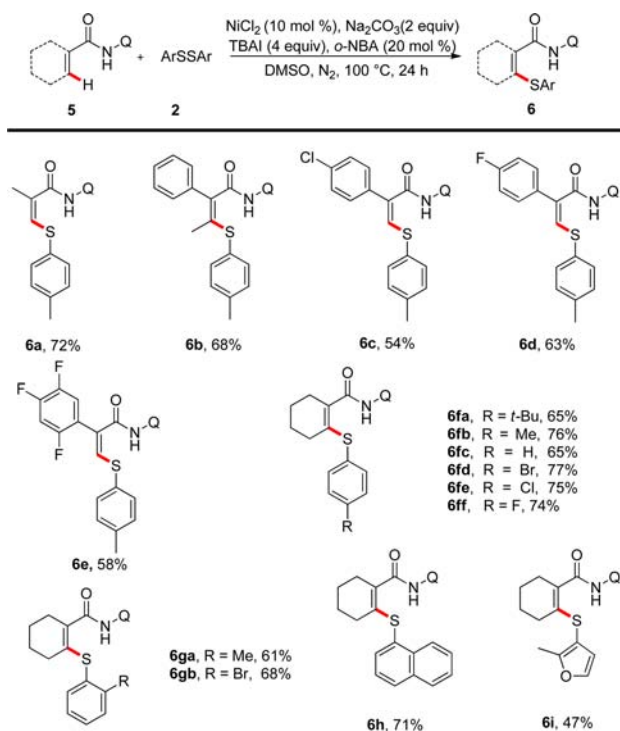 NiCl2 (10 mol %), Na2CO3(2 equiv)
TBAI (4 equiv), o-NBA (20 mol %)
DMSO, N2, 100 °C, 24 h
O
N
H
Q
H
+
ArSSAr
O
N
H
Q
SAr
5
2
6
O
N
H
Q
S
6a, 72%
O
N
H
Q
S
6b, 68%
Cl
O
N
H
Q
S
6c, 54%
F
O
N
H
Q
S
6d, 63%
F
F
F
O
N
H
Q
S
6e, 58%
O
N
H
Q
S
R
6fa, R = t-Bu, 65%
6fb, R = Me, 76%
6fc, R = H, 65%
6fd, R = Br, 77%
6fe, R = Cl, 75%
6ff, R = F, 74%
O
N
H
Q
S
R
6ga, R = Me, 61%
6gb, R = Br, 68%
O
N
H
Q
S
6h, 71%
O
N
H
Q
S
O
6i, 47%